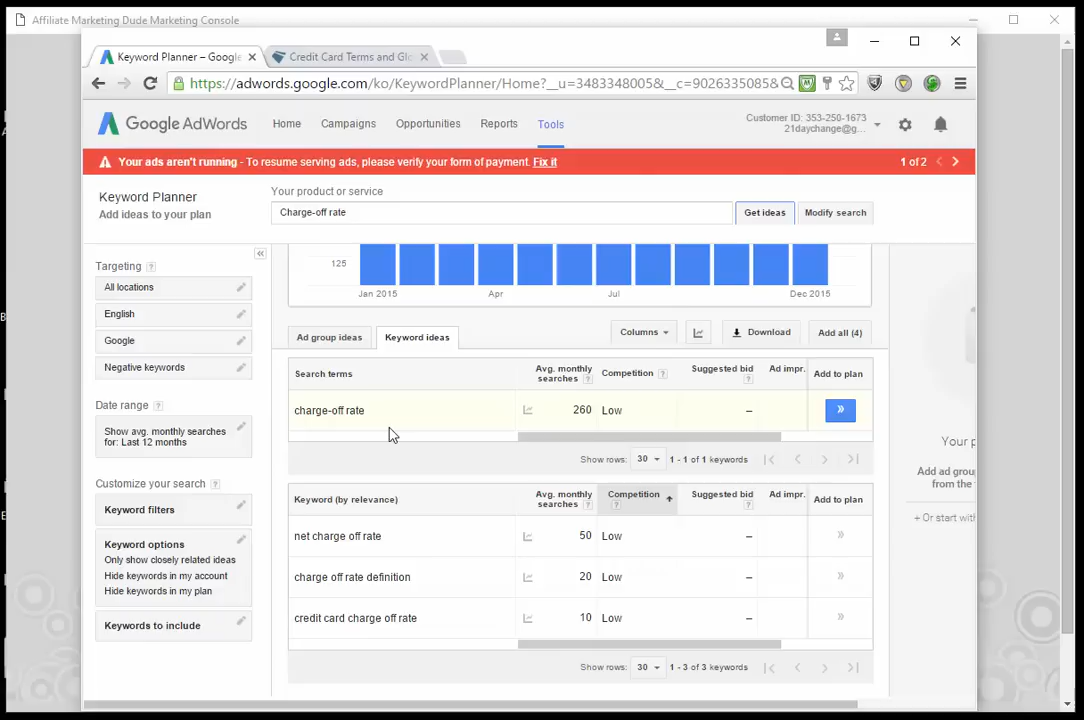 Affiliate Marketing Dude Marketing Console
Keyword Planner – Google
Credit Card Terms and Glo
https://adwords.google.com/ko/KeywordPlanner/Home?__u=3483348005&__c=9026335085&
Google AdWords
Home
Campaigns
Opportunities
Reports
Tools
Customer ID: 353-250-1673
21daychange@g...
Your ads aren't running - To resume serving ads, please verify your form of payment. Fix it
1 of 2
Keyword Planner
Add ideas to your plan
Your product or service
Charge-off rate
Get ideas
Modify search
Targeting ?
All locations
English
Google
Negative keywords
Date range ?
Show avg. monthly searches
for: Last 12 months
Customize your search ?
Keyword filters
Keyword options
Only show closely related ideas
Hide keywords in my account
Hide keywords in my plan
Keywords to include
125
Jan 2015
Apr
Jul
Dec 2015
Ad group ideas
Keyword ideas
Columns
Download
Add all (4)
Search terms
Avg. monthly
searches ?
Competition ?
Suggested bid
?
Ad impr.
Add to plan
charge-off rate
260
Low
–
»
Show rows:
30
1 - 1 of 1 keywords
Keyword (by relevance)
Avg. monthly
searches ?
Competition
?
Suggested bid
?
Ad impr.
Add to plan
net charge off rate
50
Low
–
»
charge off rate definition
20
Low
–
»
credit card charge off rate
10
Low
–
»
Show rows:
30
1 - 3 of 3 keywords
Your p
Add ad grou
from the
+ Or start with